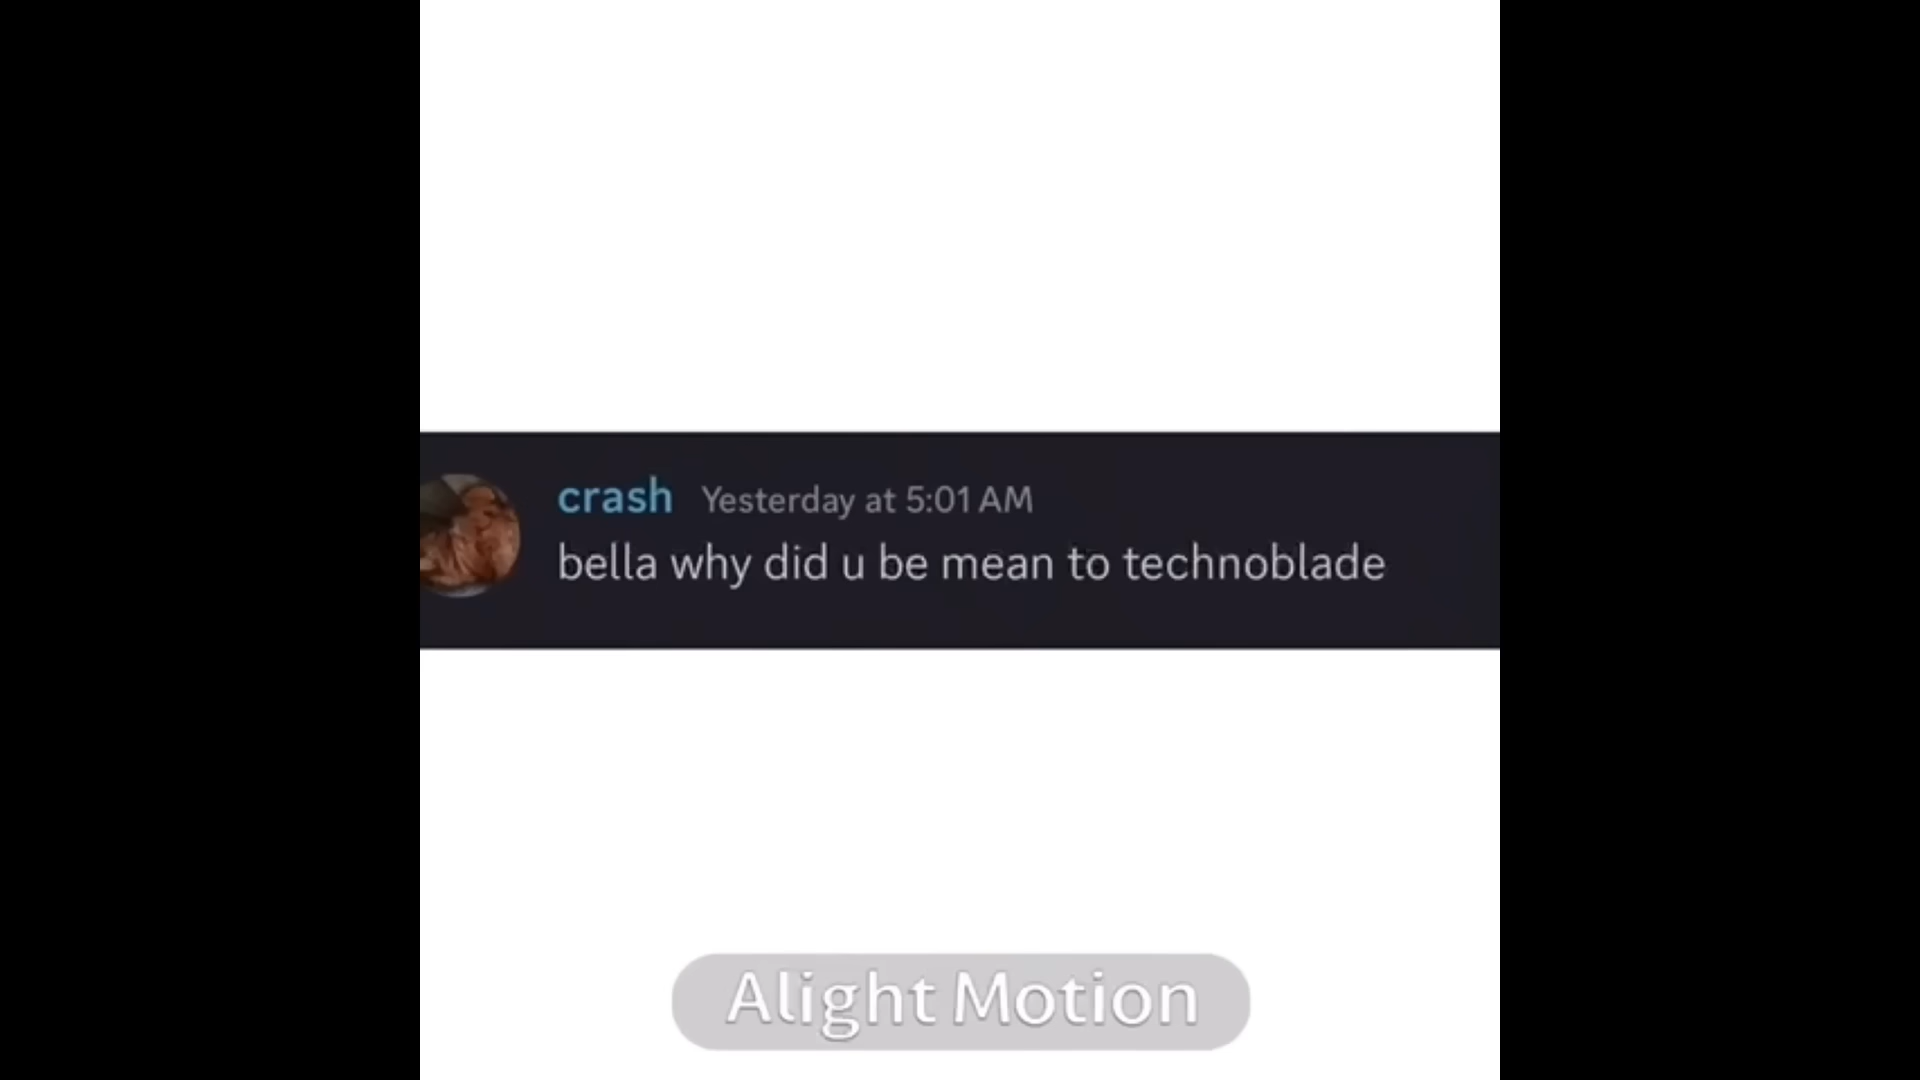 crash Yesterday at 5:01 AM
bella why did u be mean to technoblade
Alight Motion